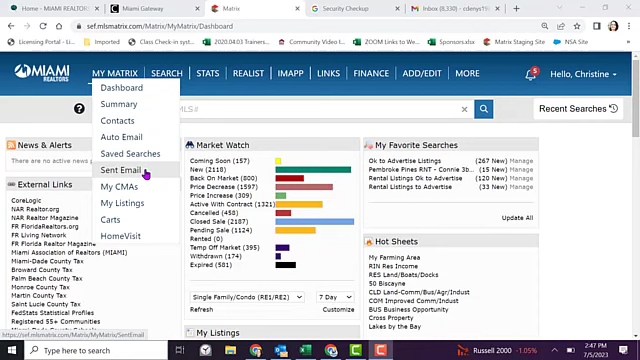 Home - MIAMI REALTORS
Miami Gateway
Matrix
Security Checkup
Inbox (8,330) - cdenys19
sef.mlsmatrix.com/Matrix/MyMatrix/Dashboard
Licensing Portal - Li...
Class Check-in syst...
2020.04.03 Trainers...
Community Video I...
ZOOM Links to W...
Sponsors.xlsx
Matrix Staging Site
NSA Site
MIAMI
REALTORS
MY MATRIX
SEARCH
STATS
REALIST
IMAPP
LINKS
FINANCE
ADD/EDIT
MORE
5
Hello, Christine
Dashboard
Summary
Contacts
Auto Email
Saved Searches
Sent Email
My CMAs
My Listings
Carts
HomeVisit
MLS#
Recent Searches
News & Alerts
There are no active news
External Links
CoreLogic
NAR Realtor.org
NAR Realtor Magazine
FR FloridaRealtors.org
FR Living Network
FR Magazine
Miami Association of Realtors (MIAMI)
Broward County Tax
Palm Beach County Tax
Miami-Dade County Tax
Martin County Tax
Saint Lucie County Tax
FedStats Statistical Profiles
Market Watch
Coming Soon (157)
New (2118)
Back On Market (800)
Price Decrease (1597)
Price Increase (309)
Active With Contract (1321)
Cancelled (458)
Closed Sale (2187)
Pending Sale (1124)
Rented (0)
Temp Off Market (395)
Withdrawn (174)
Expired (581)
Single Family/Condo (RE1/RE2)
7 Day
Refresh
Customize
My Listings
My Favorite Searches
Ok to Advertise Listings (267 New) Manage
Pembroke Pines RNT - Connie 3b... (15 New) Manage
Rental Listings Ok to Advertise (120 New) Manage
Rental Listings Ok to Advertise (33 New) Manage
Update All
Hot Sheets
My Farming Area
RIN Res Income
RES Land/Boats/Docks
50 Biscayne
CLD Land-Comm/Bus/Agr/Indust
COM Improved Comm/Indust
BUS Business Opportunity
Cross Property
Lakes by the Bay
https://sef.mlsmatrix.com/Matrix/MyMatrix/SentEmail
Type here to search
Russell 2000 -1.05%
2:47 PM
7/5/2023